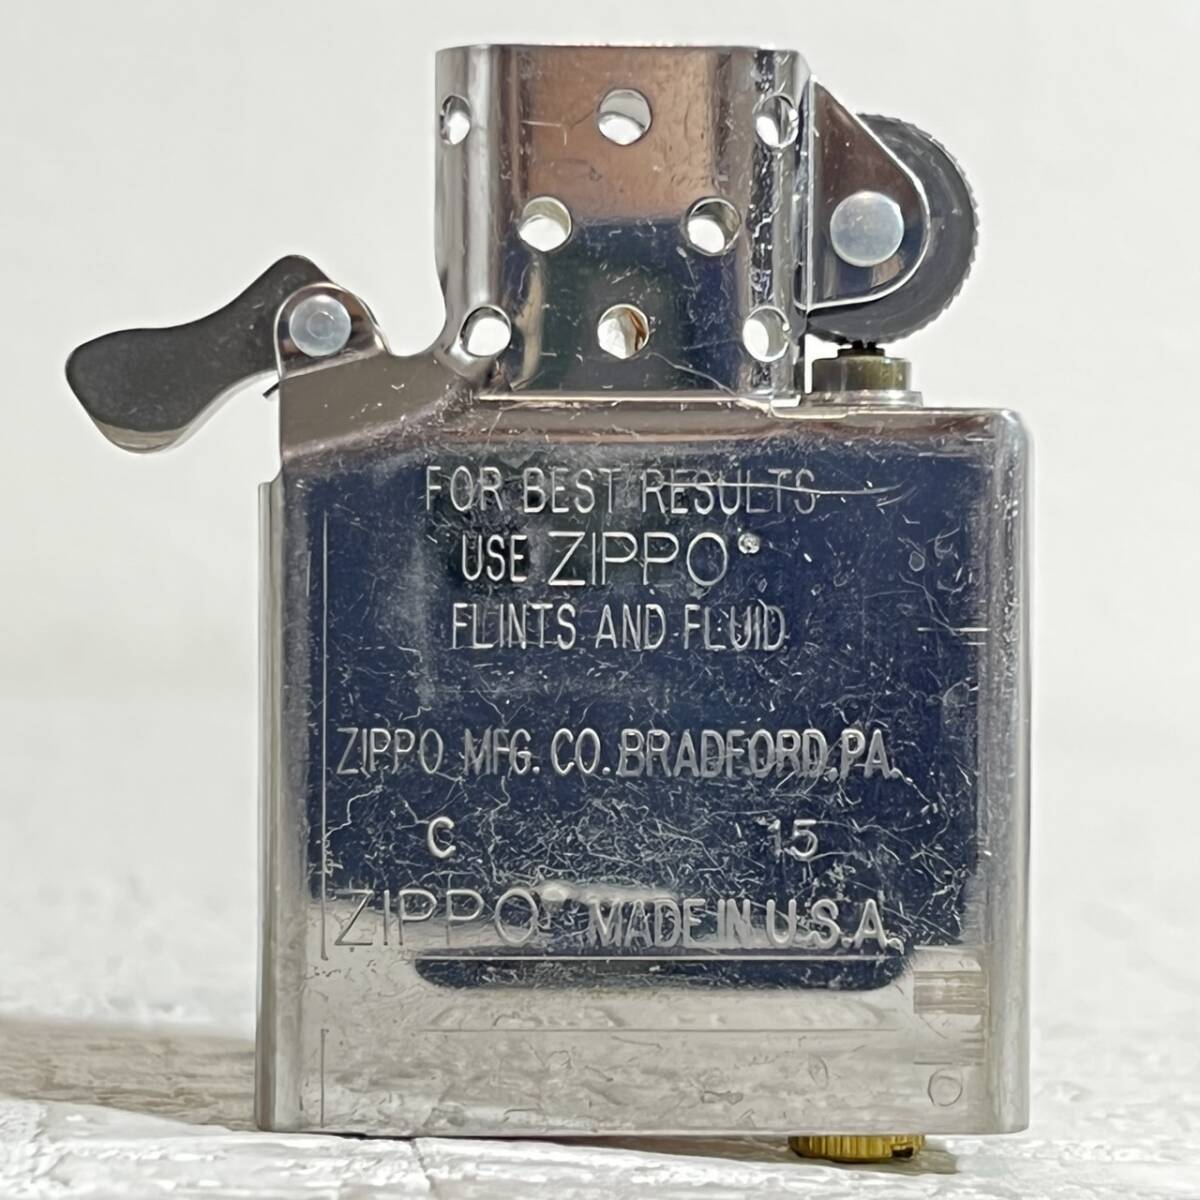 FOR BEST RESULTS
USE ZIPPO®
FLINTS AND FLUID
ZIPPO MFG. CO. BRADFORD, PA.
C 15
ZIPPO® MADE IN U.S.A.